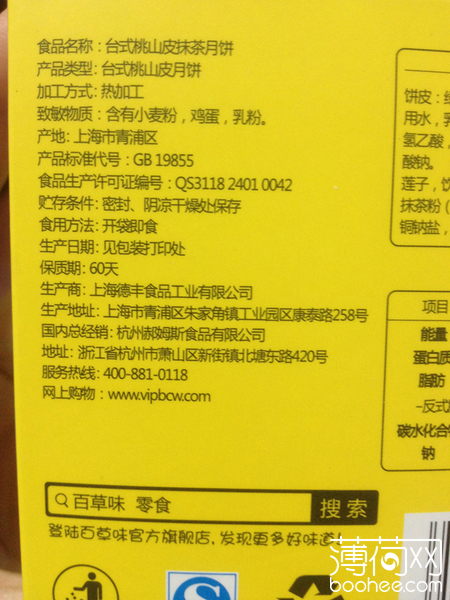 食品名称：台式桃山皮抹茶月饼
产品类型：台式桃山皮月饼
加工方式：热加工
致敏物质：含有小麦粉，鸡蛋，乳粉。
产地：上海市青浦区
产品标准代号：GB 19855
食品生产许可证编号：QS3118 2401 0042
贮存条件：密封、阴凉干燥处保存
食用方法：开袋即食
生产日期：见包装打印处
保质期：60天
生产商：上海德丰食品工业有限公司
生产地址：上海市青浦区朱家角镇工业园区康泰路258号
国内总经销：杭州郝姆斯食品有限公司
地址：浙江省杭州市萧山区新街镇北塘东路420号
服务热线：400-881-0118
网上购物：www.vipbcw.com
百草味 零食 搜索
登陆百草味官方旗舰店，发现更多好味道！
饼皮：
用水，
氢乙酸，
酸钠。
莲子，
抹茶粉（
铜钠盐，
项目
能量
蛋白质
脂肪
-反式
碳水化合
钠
薄荷网
boohee.com